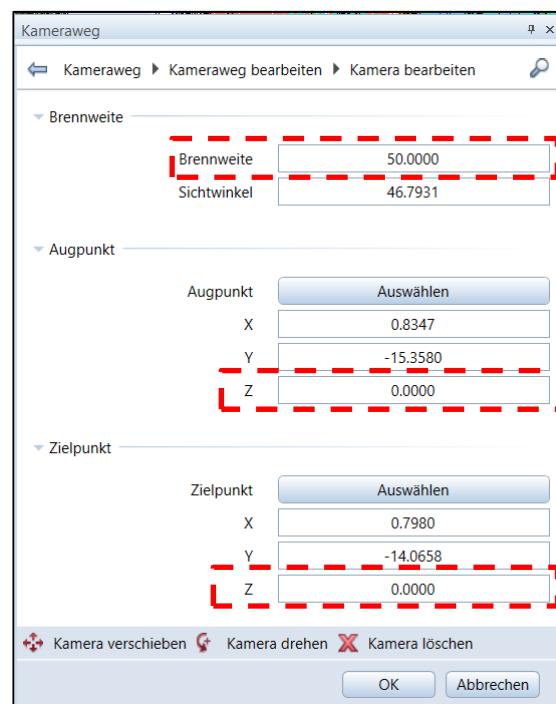 Kameraweg
Kameraweg Kameraweg bearbeiten Kamera bearbeiten
Brennweite
Brennweite 50.0000
Sichtwinkel 46.7931
Augpunkt
Augpunkt Auswählen
X 0.8347
Y -15.3580
Z 0.0000
Zielpunkt
Zielpunkt Auswählen
X 0.7980
Y -14.0658
Z 0.0000
Kamera verschieben Kamera drehen Kamera löschen
OK Abbrechen